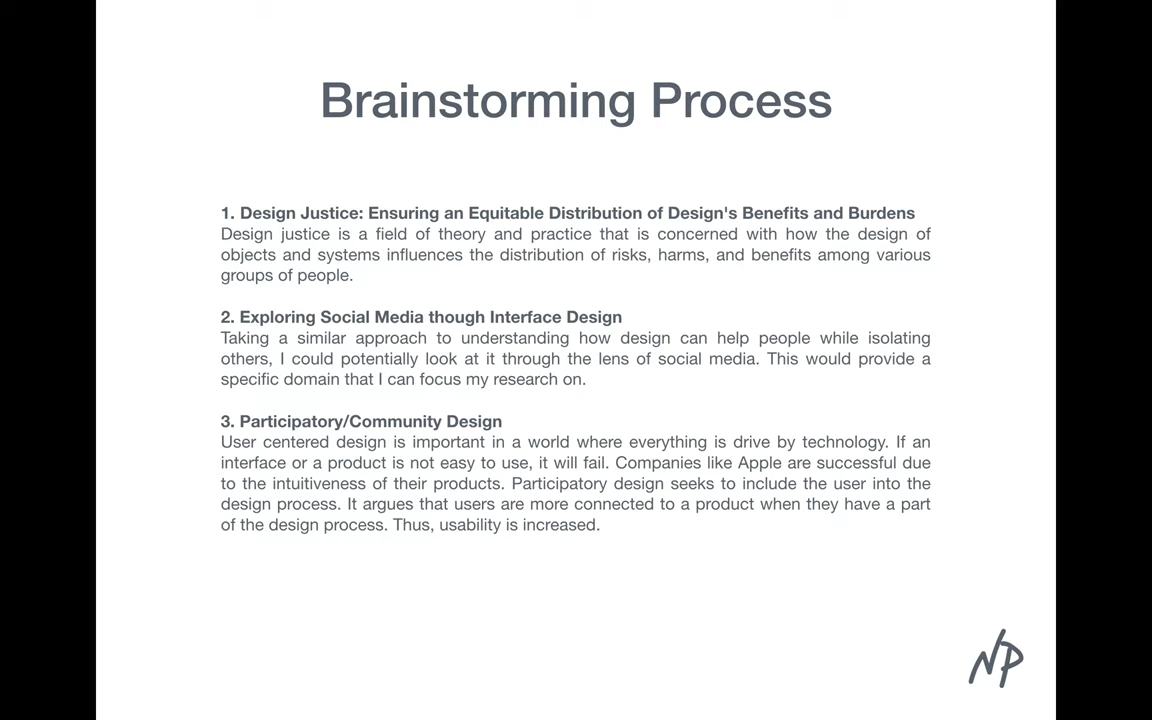 Brainstorming Process
1. Design Justice: Ensuring an Equitable Distribution of Design's Benefits and Burdens
Design justice is a field of theory and practice that is concerned with how the design of
objects and systems influences the distribution of risks, harms, and benefits among various
groups of people.
2. Exploring Social Media though Interface Design
Taking a similar approach to understanding how design can help people while isolating
others, I could potentially look at it through the lens of social media. This would provide a
specific domain that I can focus my research on.
3. Participatory/Community Design
User centered design is important in a world where everything is drive by technology. If an
interface or a product is not easy to use, it will fail. Companies like Apple are successful due
to the intuitiveness of their products. Participatory design seeks to include the user into the
design process. It argues that users are more connected to a product when they have a part
of the design process. Thus, usability is increased.
NP